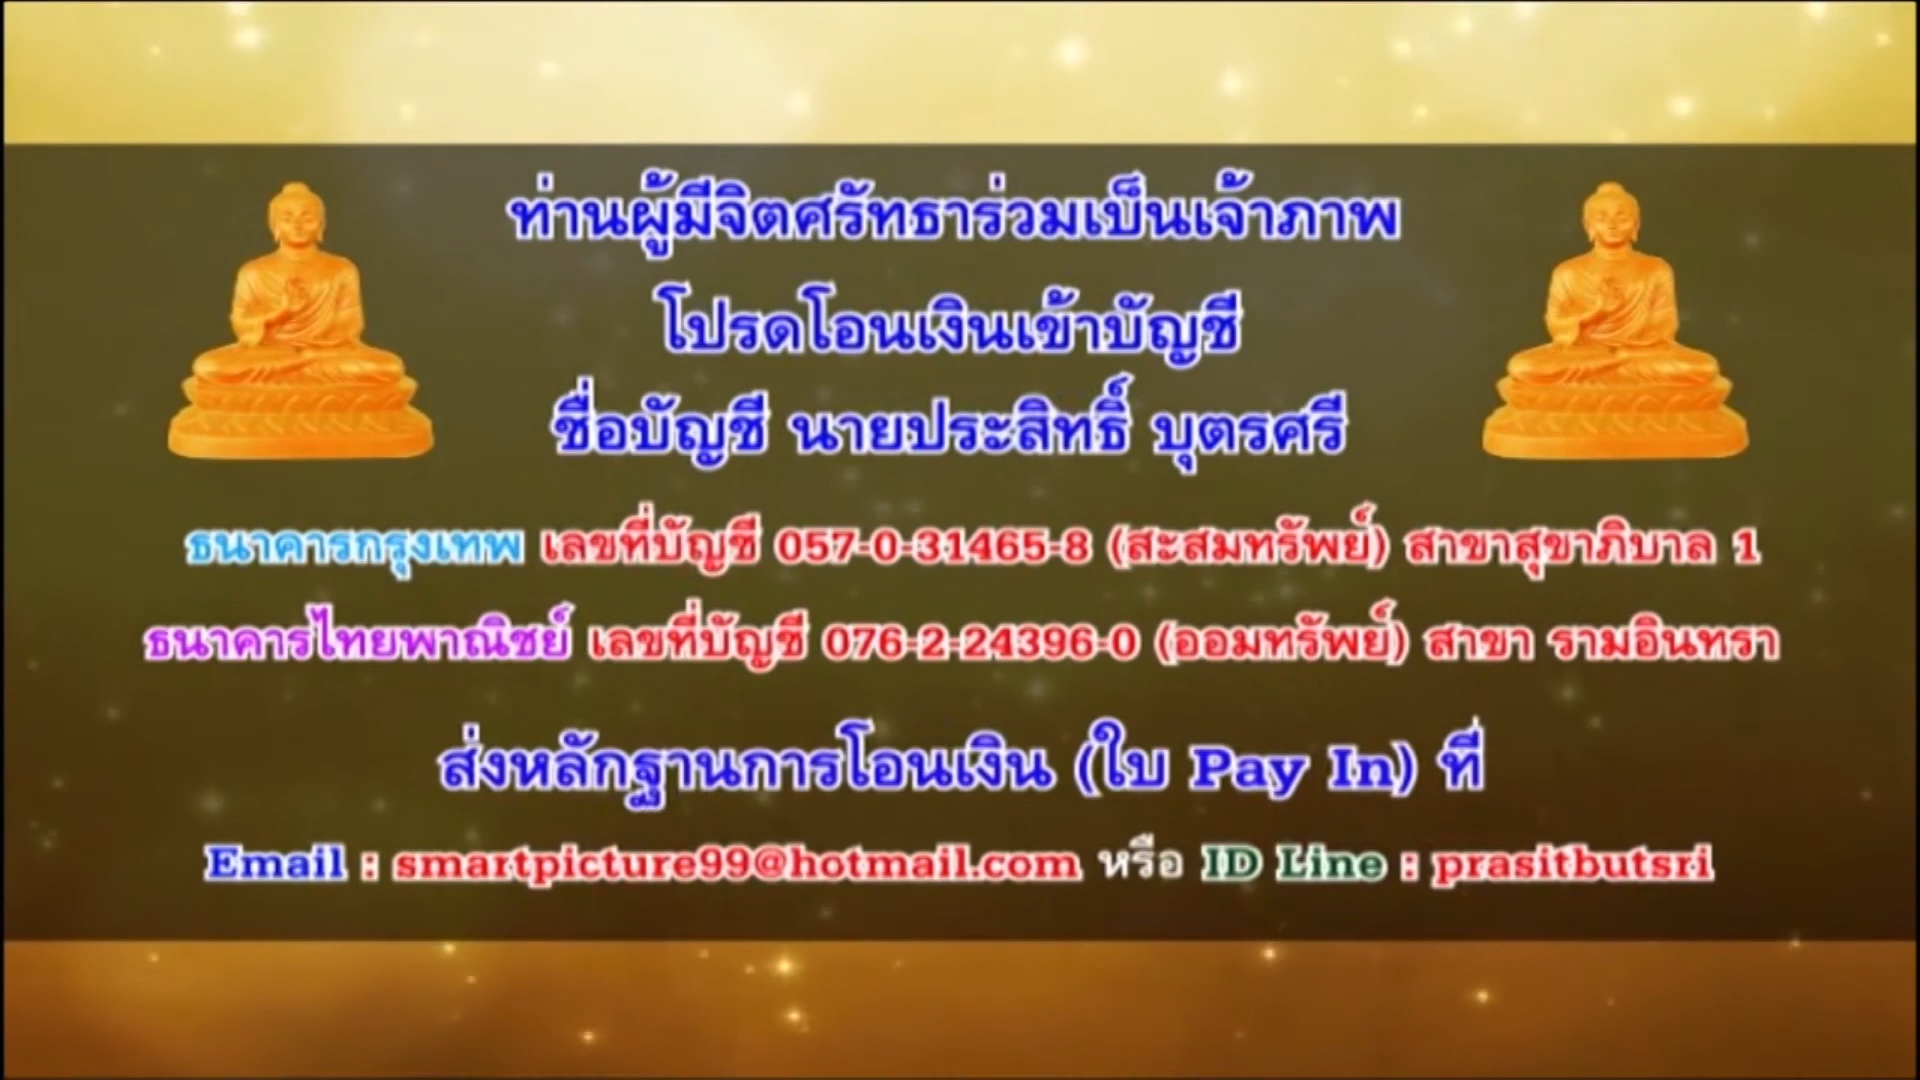 ท่านผู้มีจิตศรัทธาร่วมเป็นเจ้าภาพ
โปรดโอนเงินเข้าบัญชี
ชื่อบัญชี นายประสิทธิ์ บุตรศรี
ธนาคารกรุงเทพ เลขที่บัญชี 057-0-31465-8 (สะสมทรัพย์) สาขาสุขาภิบาล 1
ธนาคารไทยพาณิชย์ เลขที่บัญชี 076-2-24396-0 (ออมทรัพย์) สาขา รามอินทรา
ส่งหลักฐานการโอนเงิน (ใบ Pay In) ที่
Email : smartpicture99@hotmail.com หรือ ID Line : prasitbutsri